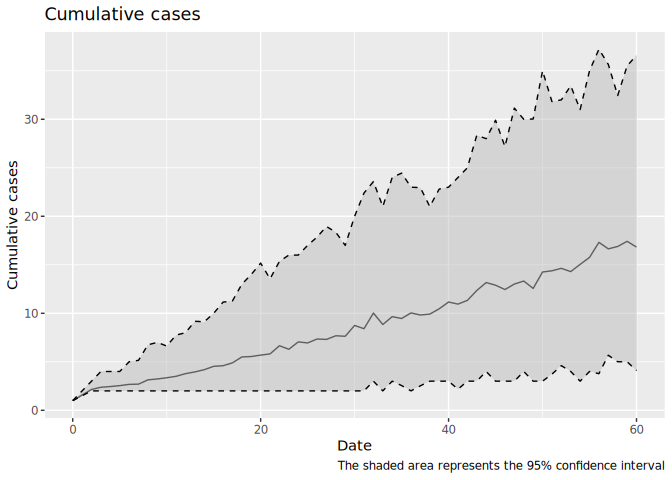 Cumulative cases
Cumulative cases
30
20
10
0
0 20 40 60
Date
The shaded area represents the 95% confidence interval